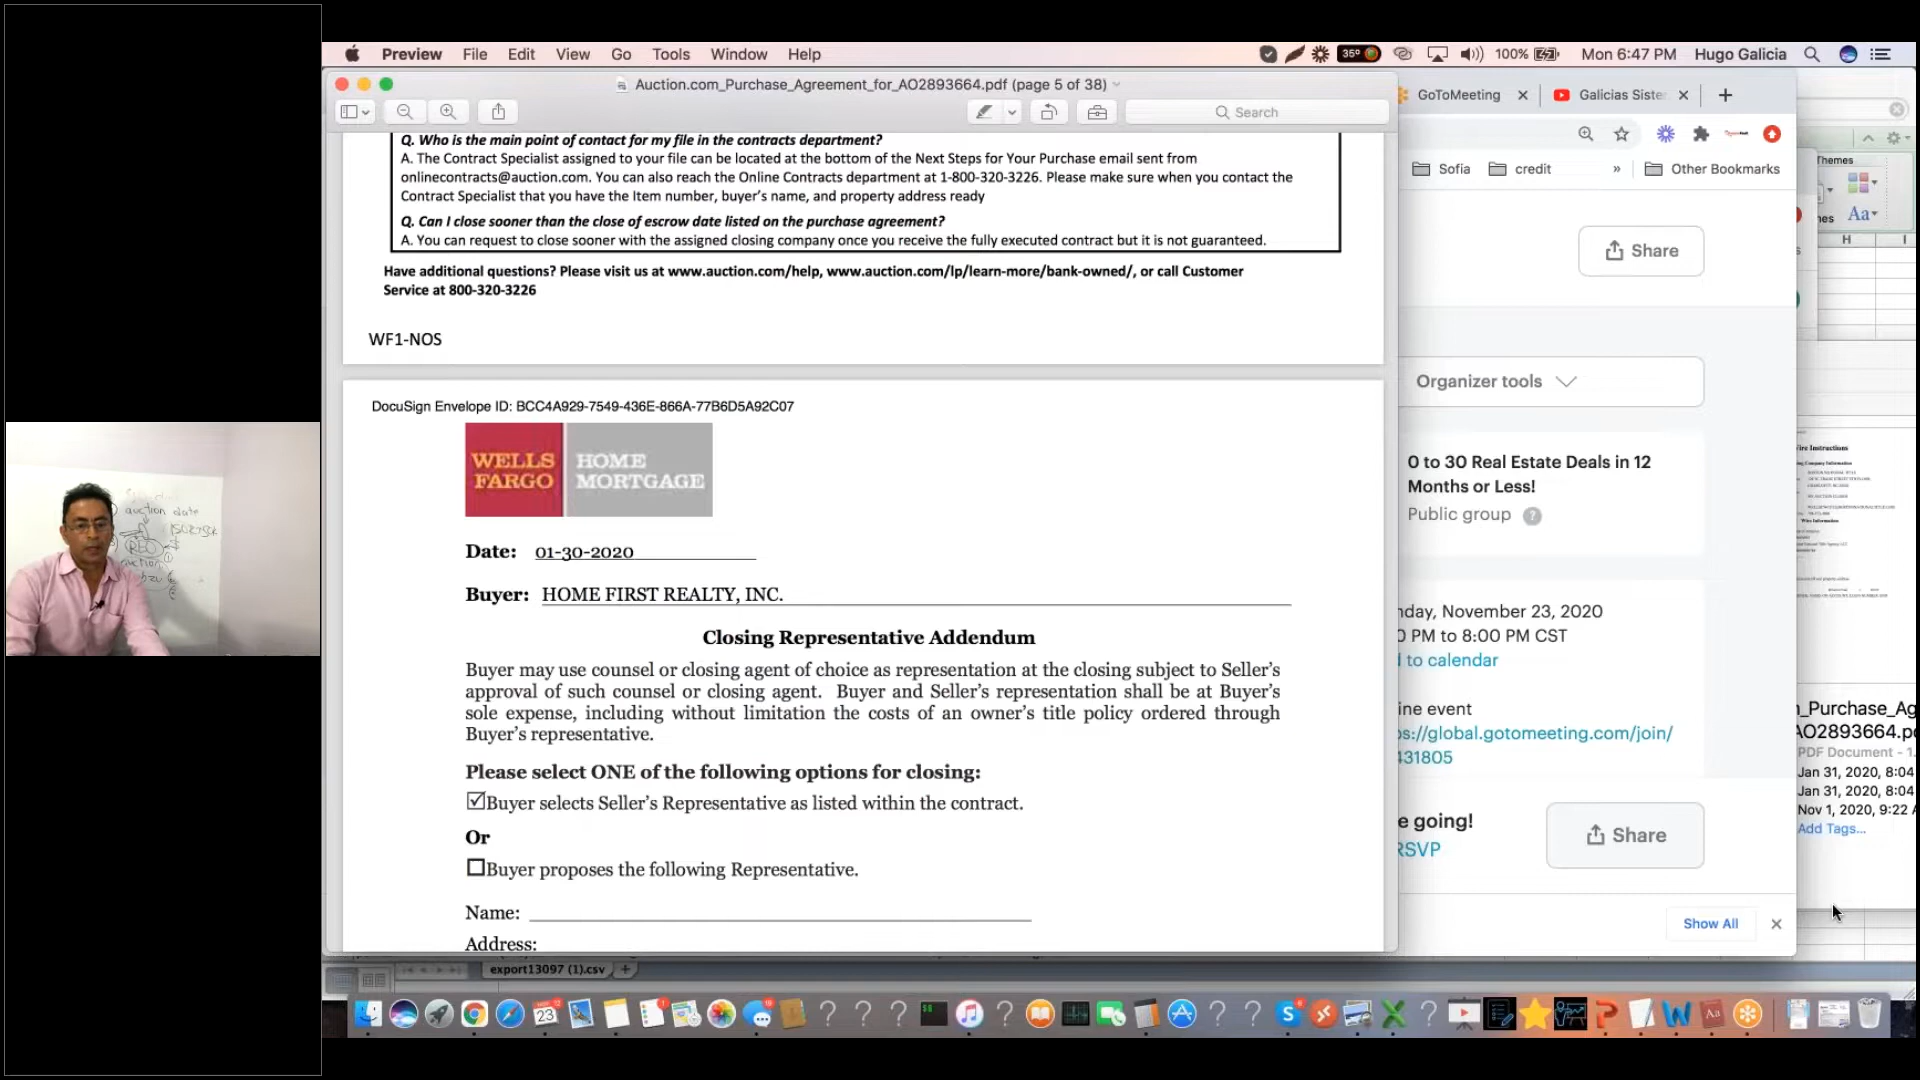 auction date
REO
Preview File Edit View Go Tools Window Help
35° 100% Mon 6:47 PM Hugo Galicia
Auction.com_Purchase_Agreement_for_AO2893664.pdf (page 5 of 38)
Search
Q. Who is the main point of contact for my file in the contracts department?
A. The Contract Specialist assigned to your file can be located at the bottom of the Next Steps for Your Purchase email sent from
onlinecontracts@auction.com. You can also reach the Online Contracts department at 1-800-320-3226. Please make sure when you contact the
Contract Specialist that you have the Item number, buyer's name, and property address ready
Q. Can I close sooner than the close of escrow date listed on the purchase agreement?
A. You can request to close sooner with the assigned closing company once you receive the fully executed contract but it is not guaranteed.
Have additional questions? Please visit us at www.auction.com/help, www.auction.com/lp/learn-more/bank-owned/, or call Customer
Service at 800-320-3226
WF1-NOS
DocuSign Envelope ID: BCC4A929-7549-436E-866A-77B6D5A92C07
WELLS FARGO
HOME MORTGAGE
Date: 01-30-2020
Buyer: HOME FIRST REALTY, INC.
Closing Representative Addendum
Buyer may use counsel or closing agent of choice as representation at the closing subject to Seller's
approval of such counsel or closing agent. Buyer and Seller's representation shall be at Buyer's
sole expense, including without limitation the costs of an owner's title policy ordered through
Buyer's representative.
Please select ONE of the following options for closing:
☑Buyer selects Seller's Representative as listed within the contract.
Or
☐Buyer proposes the following Representative.
Name:
Address:
GoToMeeting
Galicias Siste
Sofia credit » Other Bookmarks
Share
Organizer tools
0 to 30 Real Estate Deals in 12
Months or Less!
Public group ?
nday, November 23, 2020
0 PM to 8:00 PM CST
to calendar
ine event
s://global.gotomeeting.com/join/
431805
e going!
RSVP
Share
Show All
Themes
Aa
H I
Wire Instructions
n_Purchase_Ag
AO2893664.p
PDF Document - 1.
Jan 31, 2020, 8:04
Jan 31, 2020, 8:04
Nov 1, 2020, 9:22 A
Add Tags...
export13097 (1).csv +
23